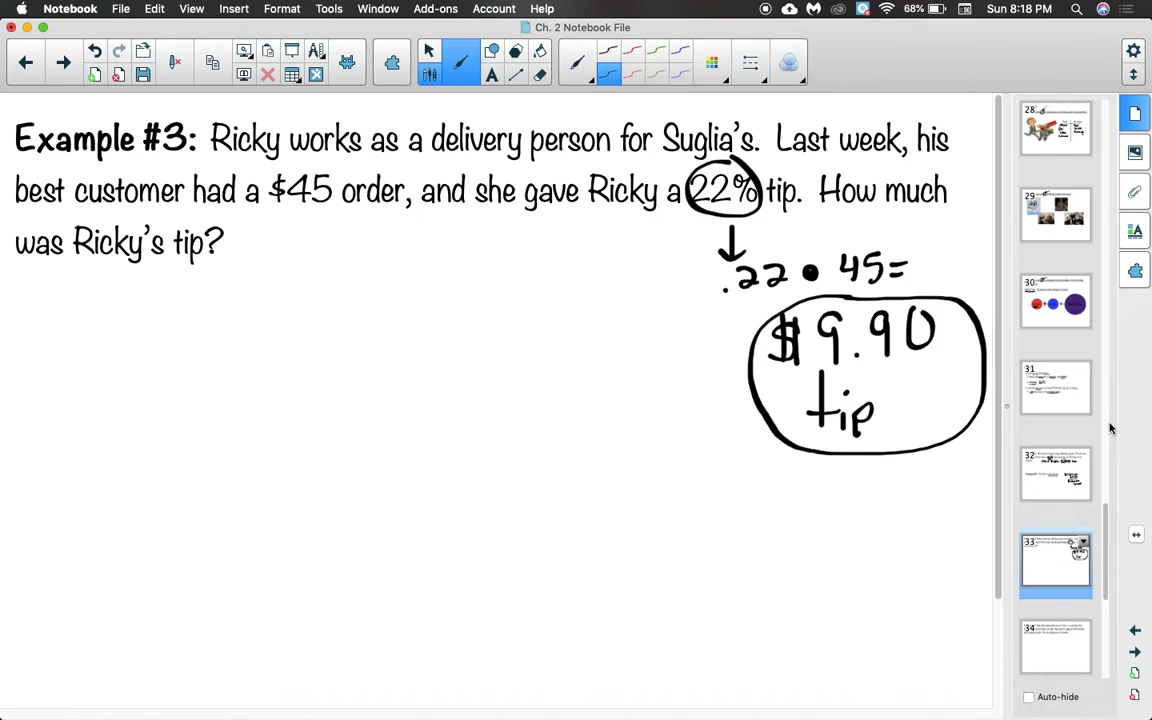 Notebook File Edit View Insert Format Tools Window Add-ons Account Help 68% Sun 8:18 PM
Ch. 2 Notebook File
Example #3: Ricky works as a delivery person for Suglia's. Last week, his
best customer had a $45 order, and she gave Ricky a 22% tip. How much
was Ricky's tip?
.22 • 45=
$9.90
tip
28
29
30
31
32
33
34
Auto-hide